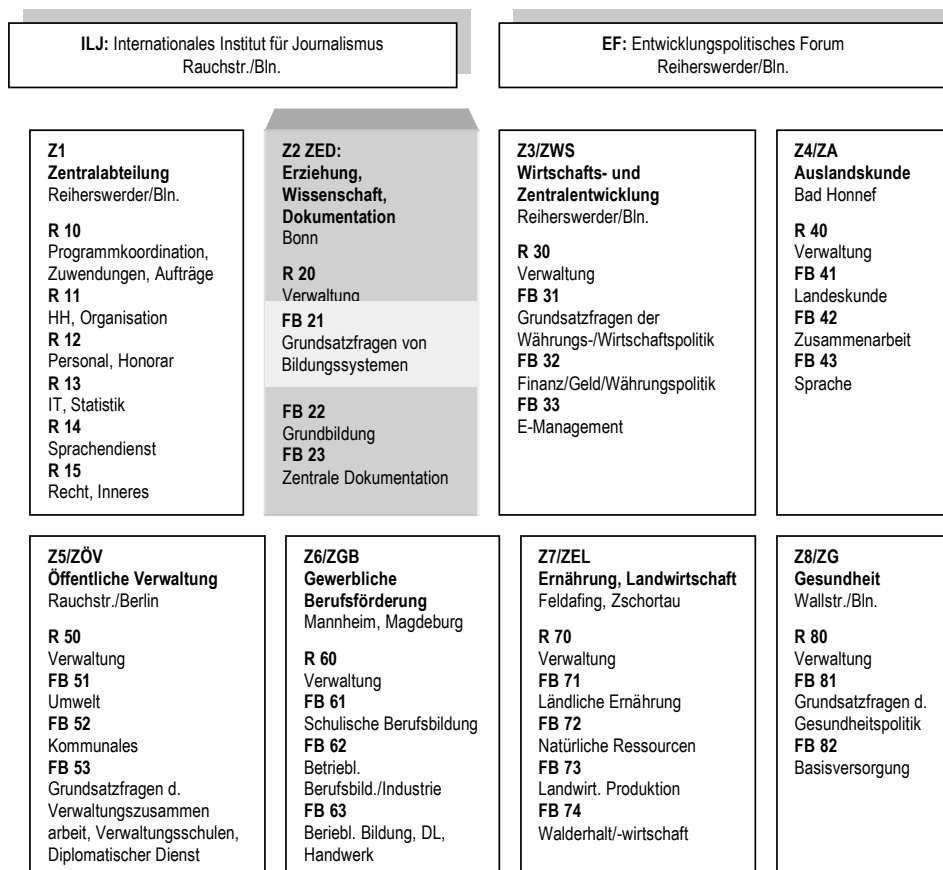 ILJ: Internationales Institut für Journalismus
Rauchstr./Bln.
EF: Entwicklungspolitisches Forum
Reiherswerder/Bln.
Z1
Zentralabteilung
Reiherswerder/Bln.
R 10
Programmkoordination,
Zuwendungen, Aufträge
R 11
HH, Organisation
R 12
Personal, Honorar
R 13
IT, Statistik
R 14
Sprachendienst
R 15
Recht, Inneres
Z2 ZED:
Erziehung,
Wissenschaft,
Dokumentation
Bonn
R 20
Verwaltung
FB 21
Grundsatzfragen von
Bildungssystemen
FB 22
Grundbildung
FB 23
Zentrale Dokumentation
Z3/ZWS
Wirtschafts- und
Zentralentwicklung
Reiherswerder/Bln.
R 30
Verwaltung
FB 31
Grundsatzfragen der
Währungs-/Wirtschaftspolitik
FB 32
Finanz/Geld/Währungspolitik
FB 33
E-Management
Z4/ZA
Auslandskunde
Bad Honnef
R 40
Verwaltung
FB 41
Landeskunde
FB 42
Zusammenarbeit
FB 43
Sprache
Z5/ZÖV
Öffentliche Verwaltung
Rauchstr./Berlin
R 50
Verwaltung
FB 51
Umwelt
FB 52
Kommunales
FB 53
Grundsatzfragen d.
Verwaltungszusammen
arbeit, Verwaltungsschulen,
Diplomatischer Dienst
Z6/ZGB
Gewerbliche
Berufsförderung
Mannheim, Magdeburg
R 60
Verwaltung
FB 61
Schulische Berufsbildung
FB 62
Betriebl.
Berufsbild./Industrie
FB 63
Beriebl. Bildung, DL,
Handwerk
Z7/ZEL
Ernährung, Landwirtschaft
Feldafing, Zschortau
R 70
Verwaltung
FB 71
Ländliche Ernährung
FB 72
Natürliche Ressourcen
FB 73
Landwirt. Produktion
FB 74
Walderhalt/-wirtschaft
Z8/ZG
Gesundheit
Wallstr./Bln.
R 80
Verwaltung
FB 81
Grundsatzfragen d.
Gesundheitspolitik
FB 82
Basisversorgung